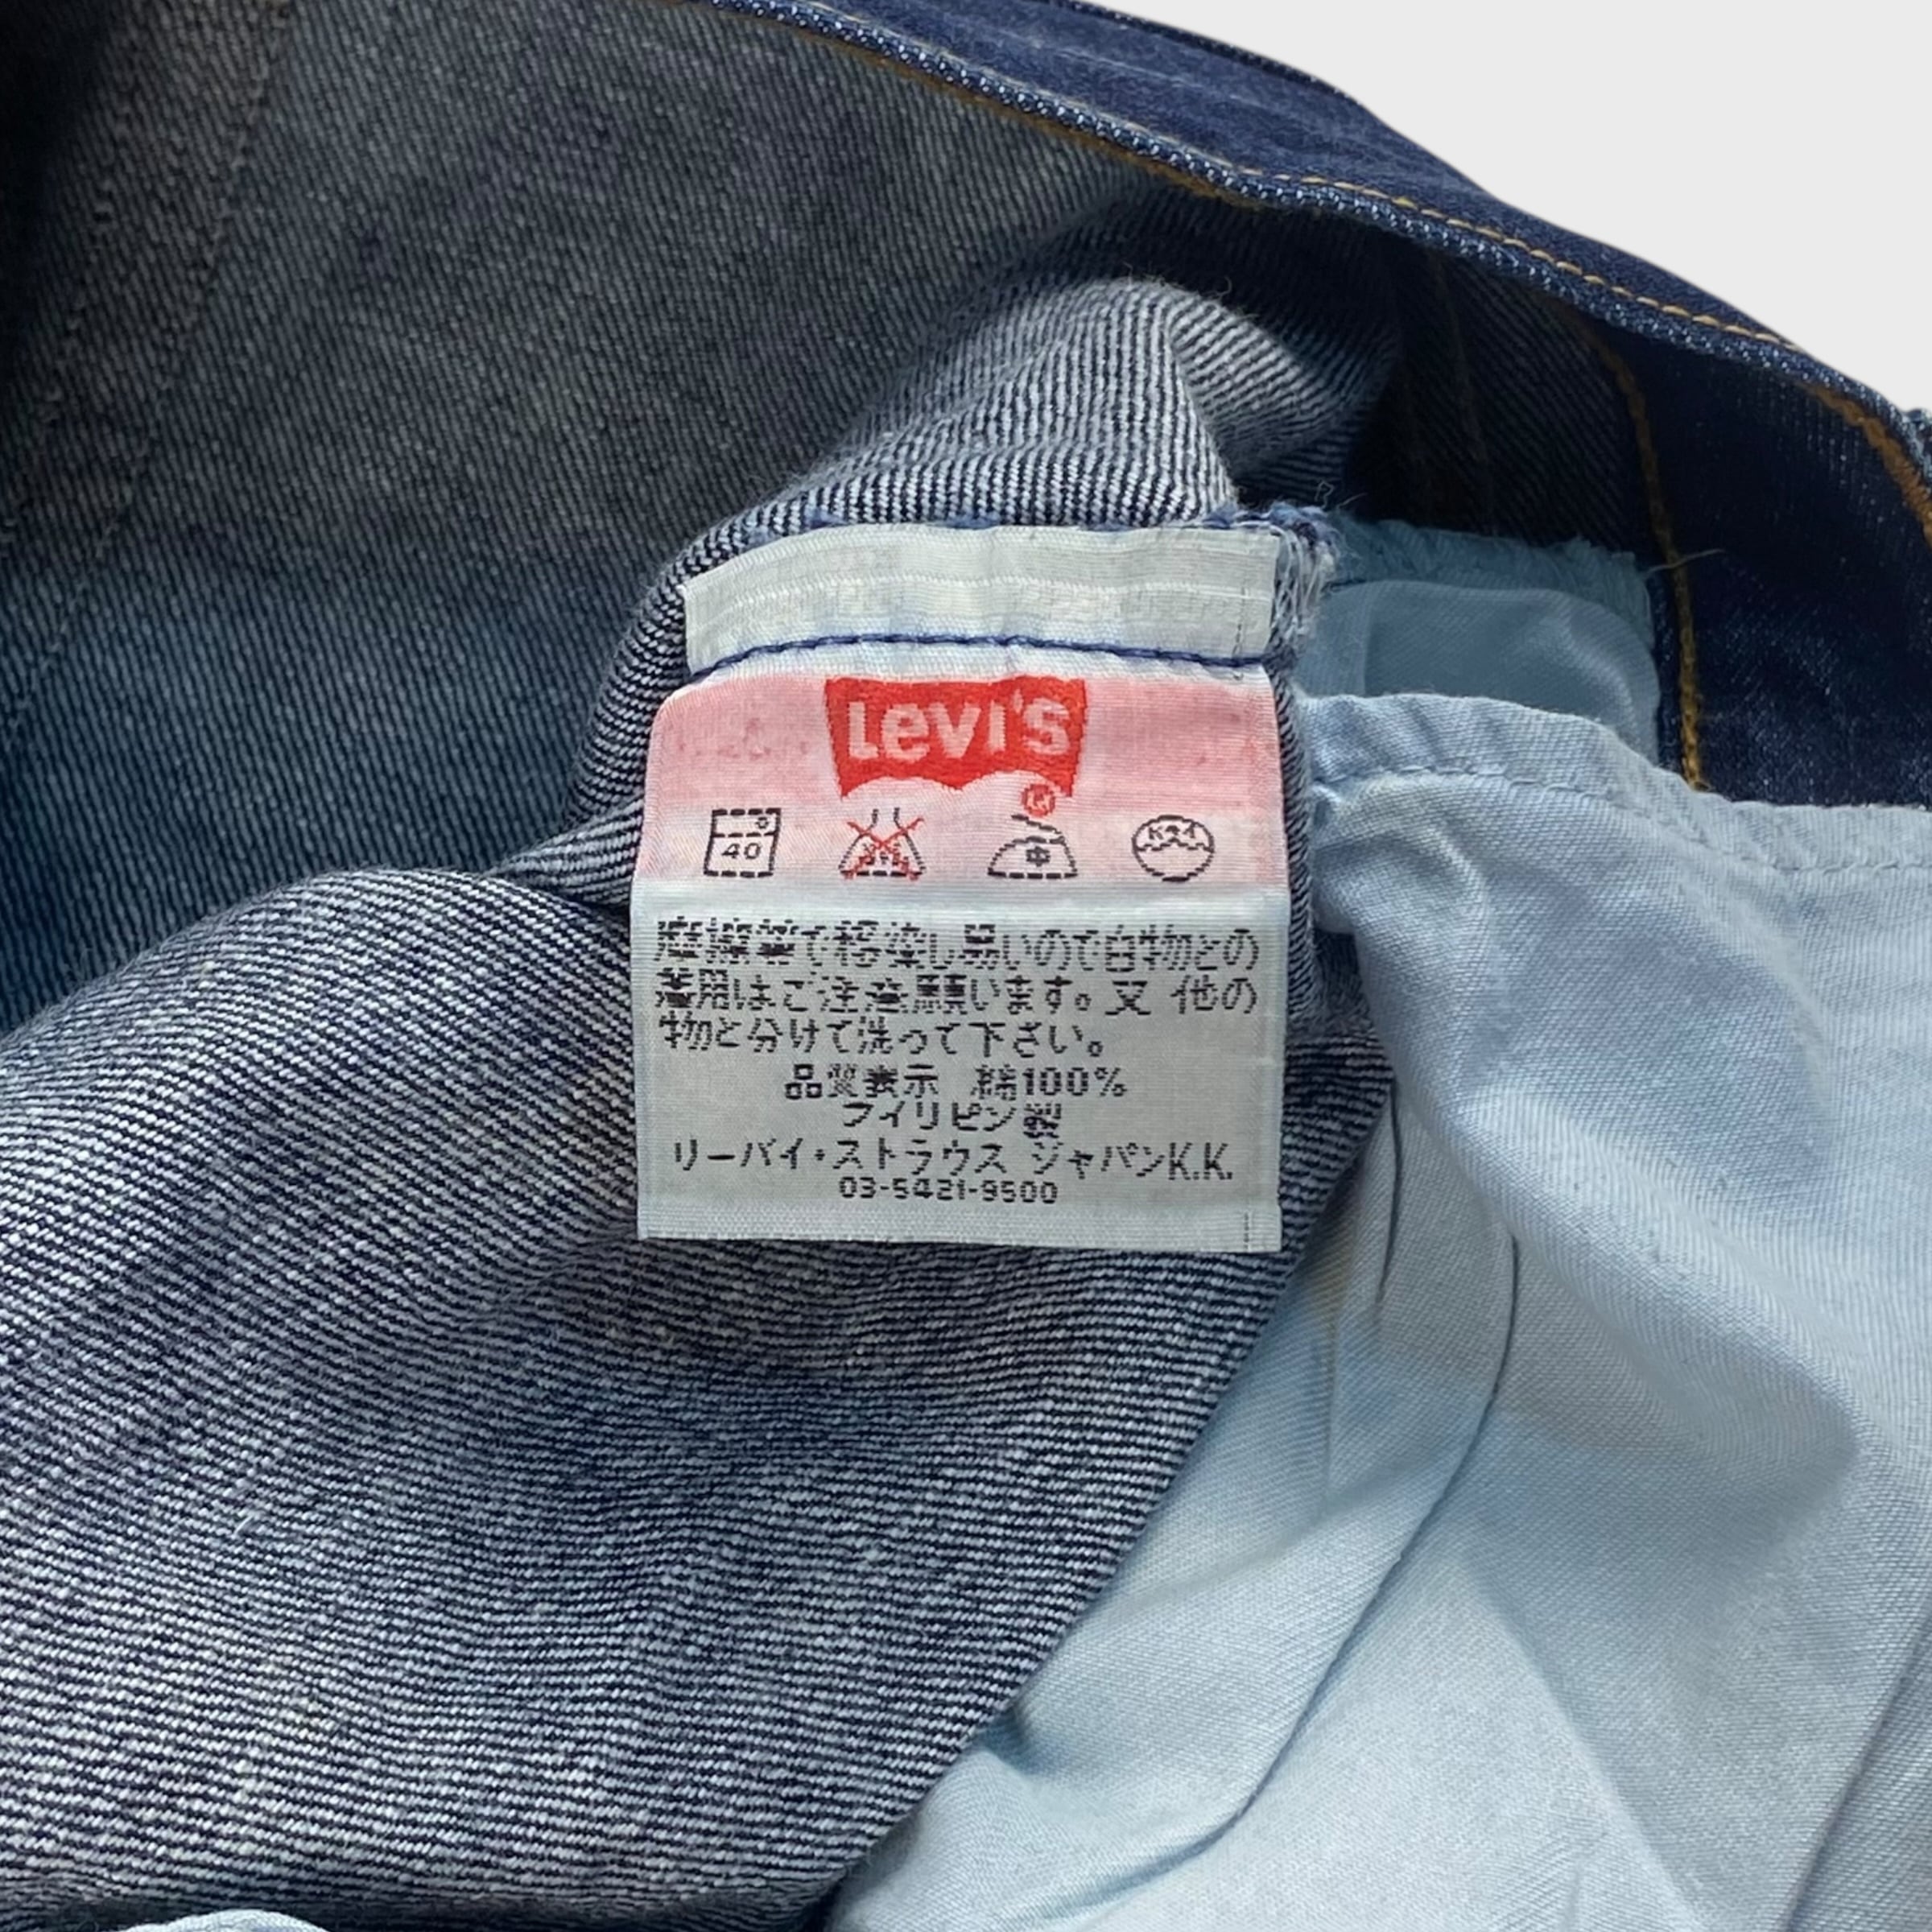 Levi's
®
40
中
ドライ
摩擦等で移染し易いので白物との
着用はご注意願います。又 他の
物と分けて洗って下さい。
品質表示 綿100%
フィリピン製
リーバイ・ストラウス ジャパンK.K.
03-5421-9500